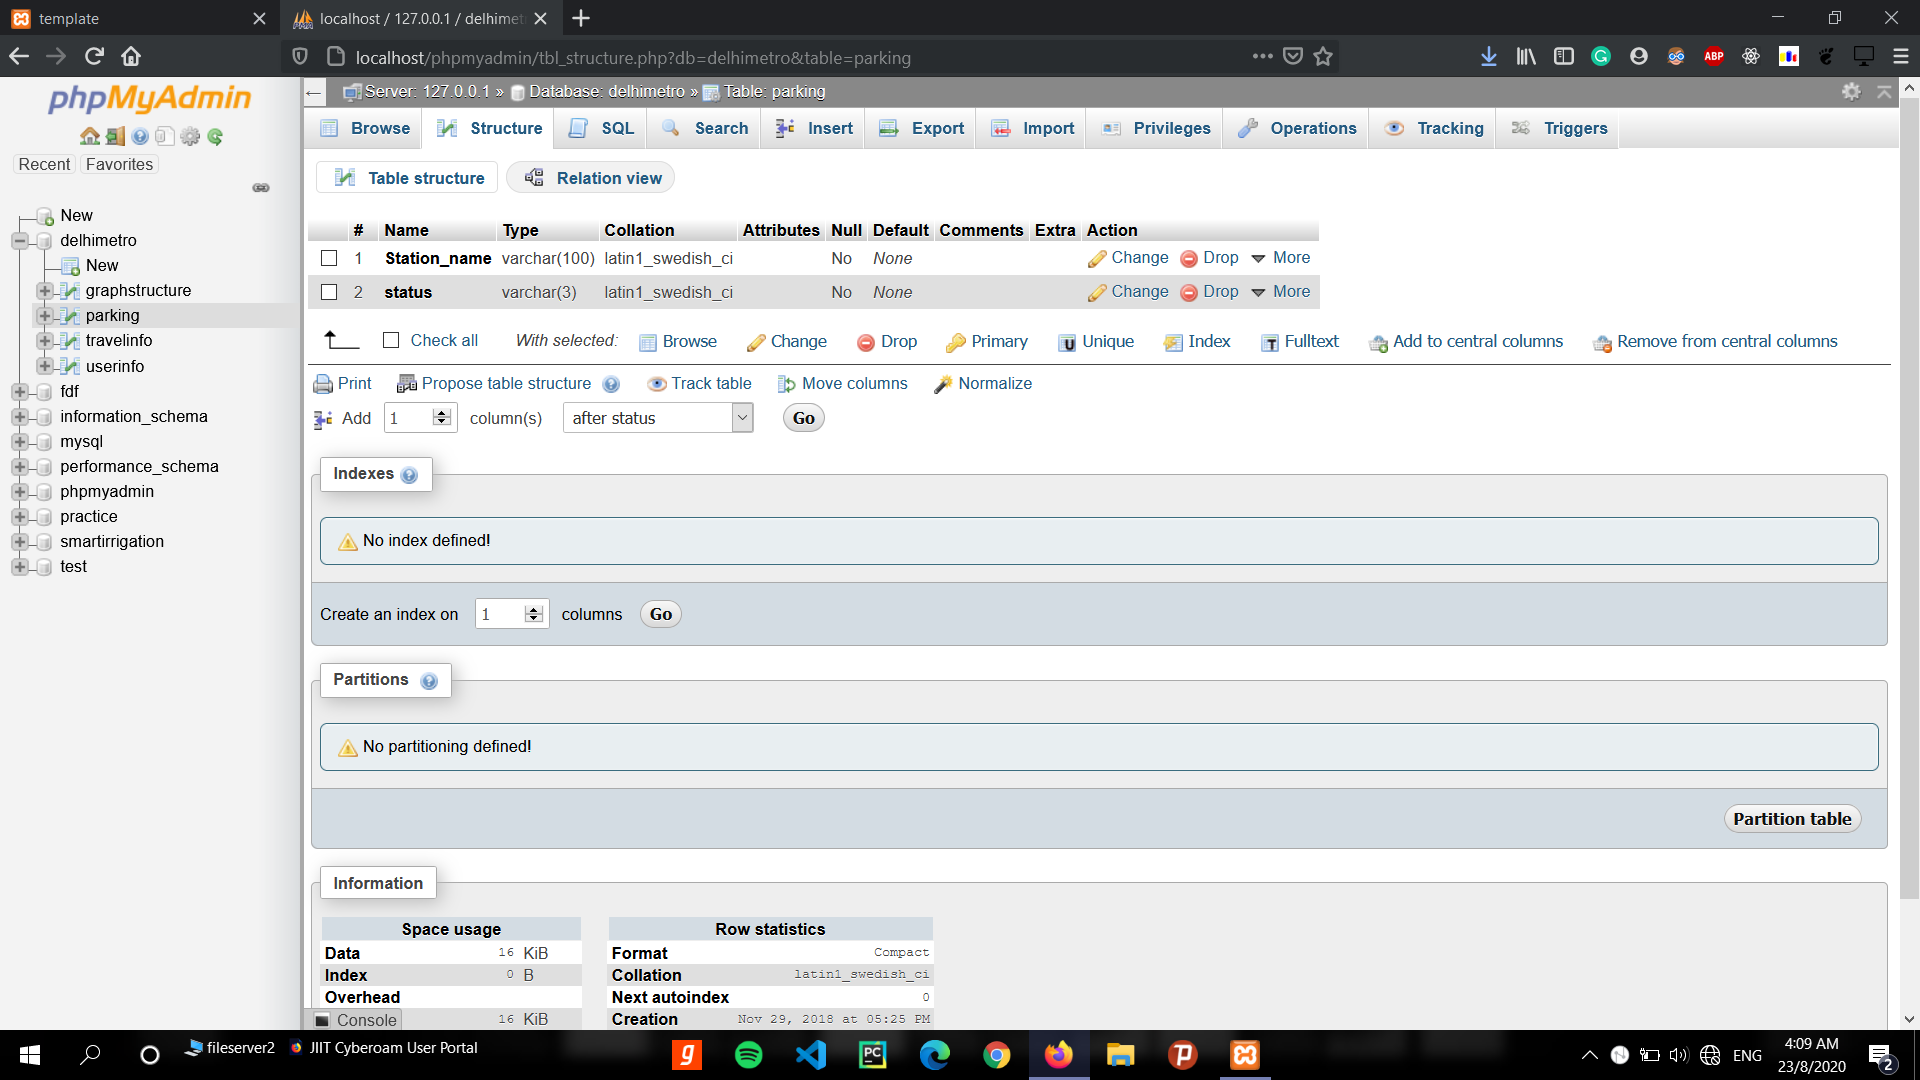 template
localhost / 127.0.0.1 / delhimet
localhost/phpmyadmin/tbl_structure.php?db=delhimetro&table=parking
ABP
phpMyAdmin
Recent Favorites
New
delhimetro
New
graphstructure
parking
travelinfo
userinfo
fdf
information_schema
mysql
performance_schema
phpmyadmin
practice
smartirrigation
test
Server: 127.0.0.1 » Database: delhimetro » Table: parking
Browse Structure SQL Search Insert Export Import Privileges Operations Tracking Triggers
Table structure Relation view
# Name Type Collation Attributes Null Default Comments Extra Action
1 Station_name varchar(100) latin1_swedish_ci No None Change Drop More
2 status varchar(3) latin1_swedish_ci No None Change Drop More
Check all With selected: Browse Change Drop Primary Unique Index Fulltext Add to central columns Remove from central columns
Print Propose table structure Track table Move columns Normalize
Add 1 column(s) after status Go
Indexes
No index defined!
Create an index on 1 columns Go
Partitions
No partitioning defined!
Partition table
Information
Space usage
Data 16 KiB
Index 0 B
Overhead
16 KiB
Row statistics
Format Compact
Collation latin1_swedish_ci
Next autoindex 0
Creation Nov 29, 2018 at 05:25 PM
Console
fileserver2 JIIT Cyberoam User Portal
ENG
4:09 AM
23/8/2020
2